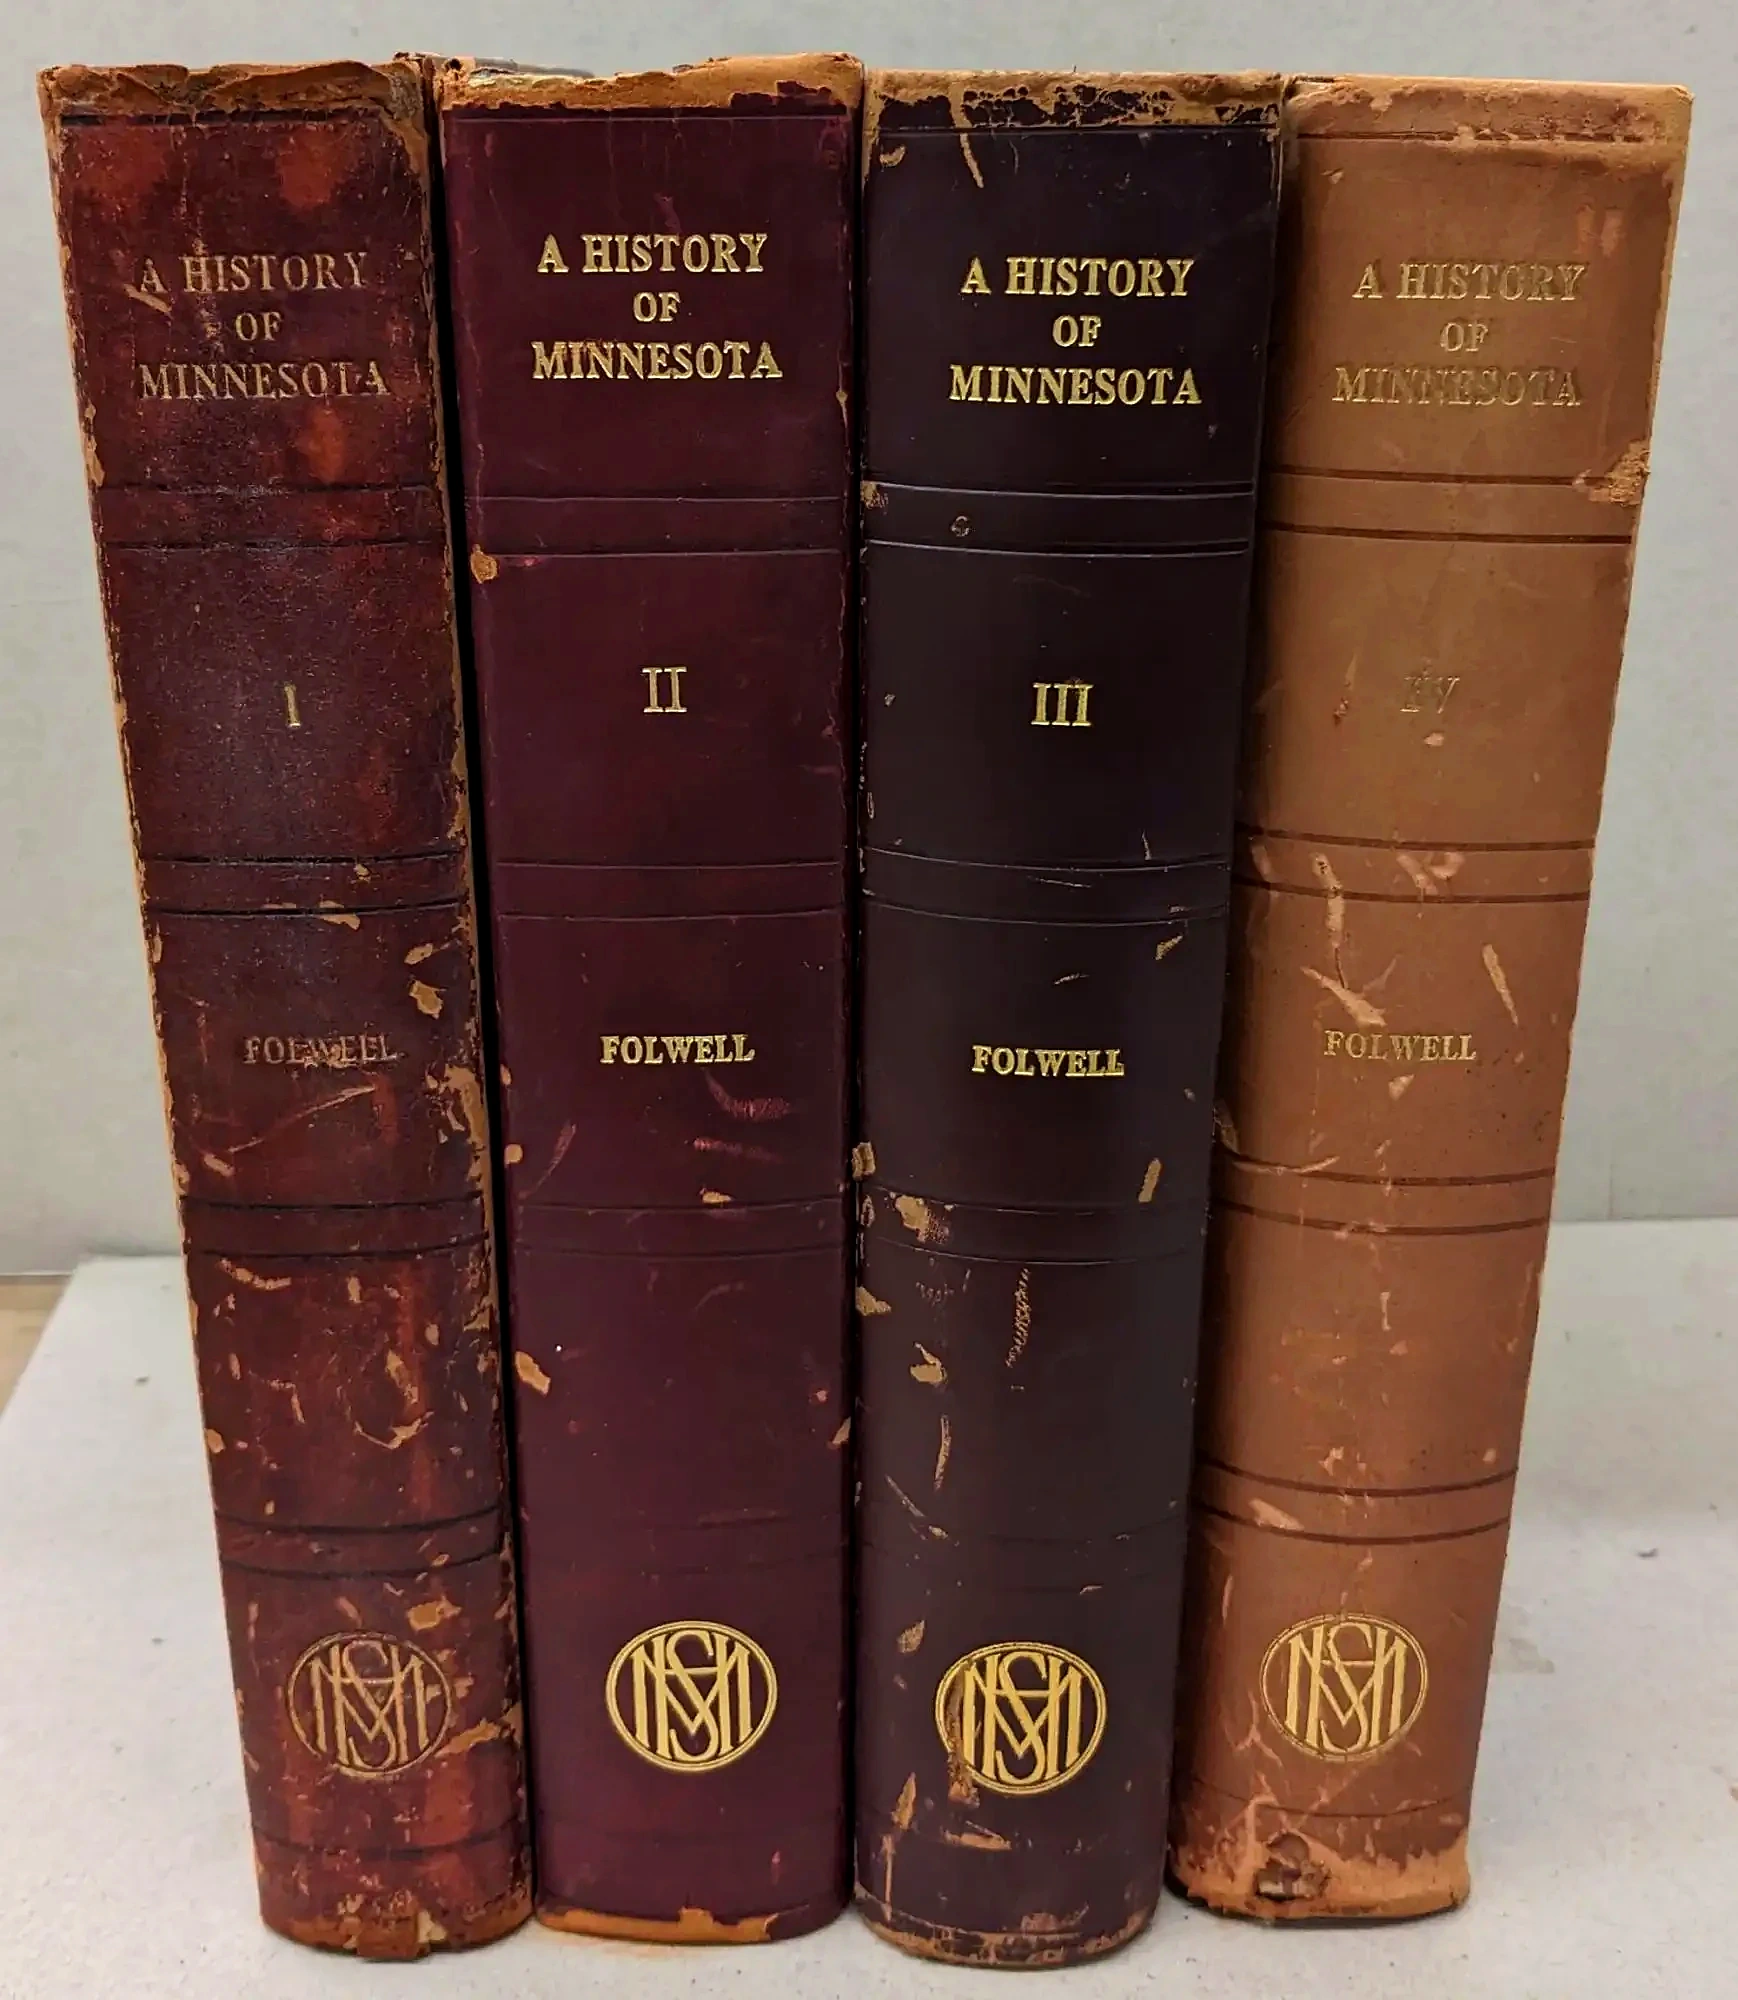 A HISTORY
OF
MINNESOTA
I
FOLWELL
A HISTORY
OF
MINNESOTA
II
FOLWELL
A HISTORY
OF
MINNESOTA
III
FOLWELL
A HISTORY
OF
MINNESOTA
IV
FOLWELL